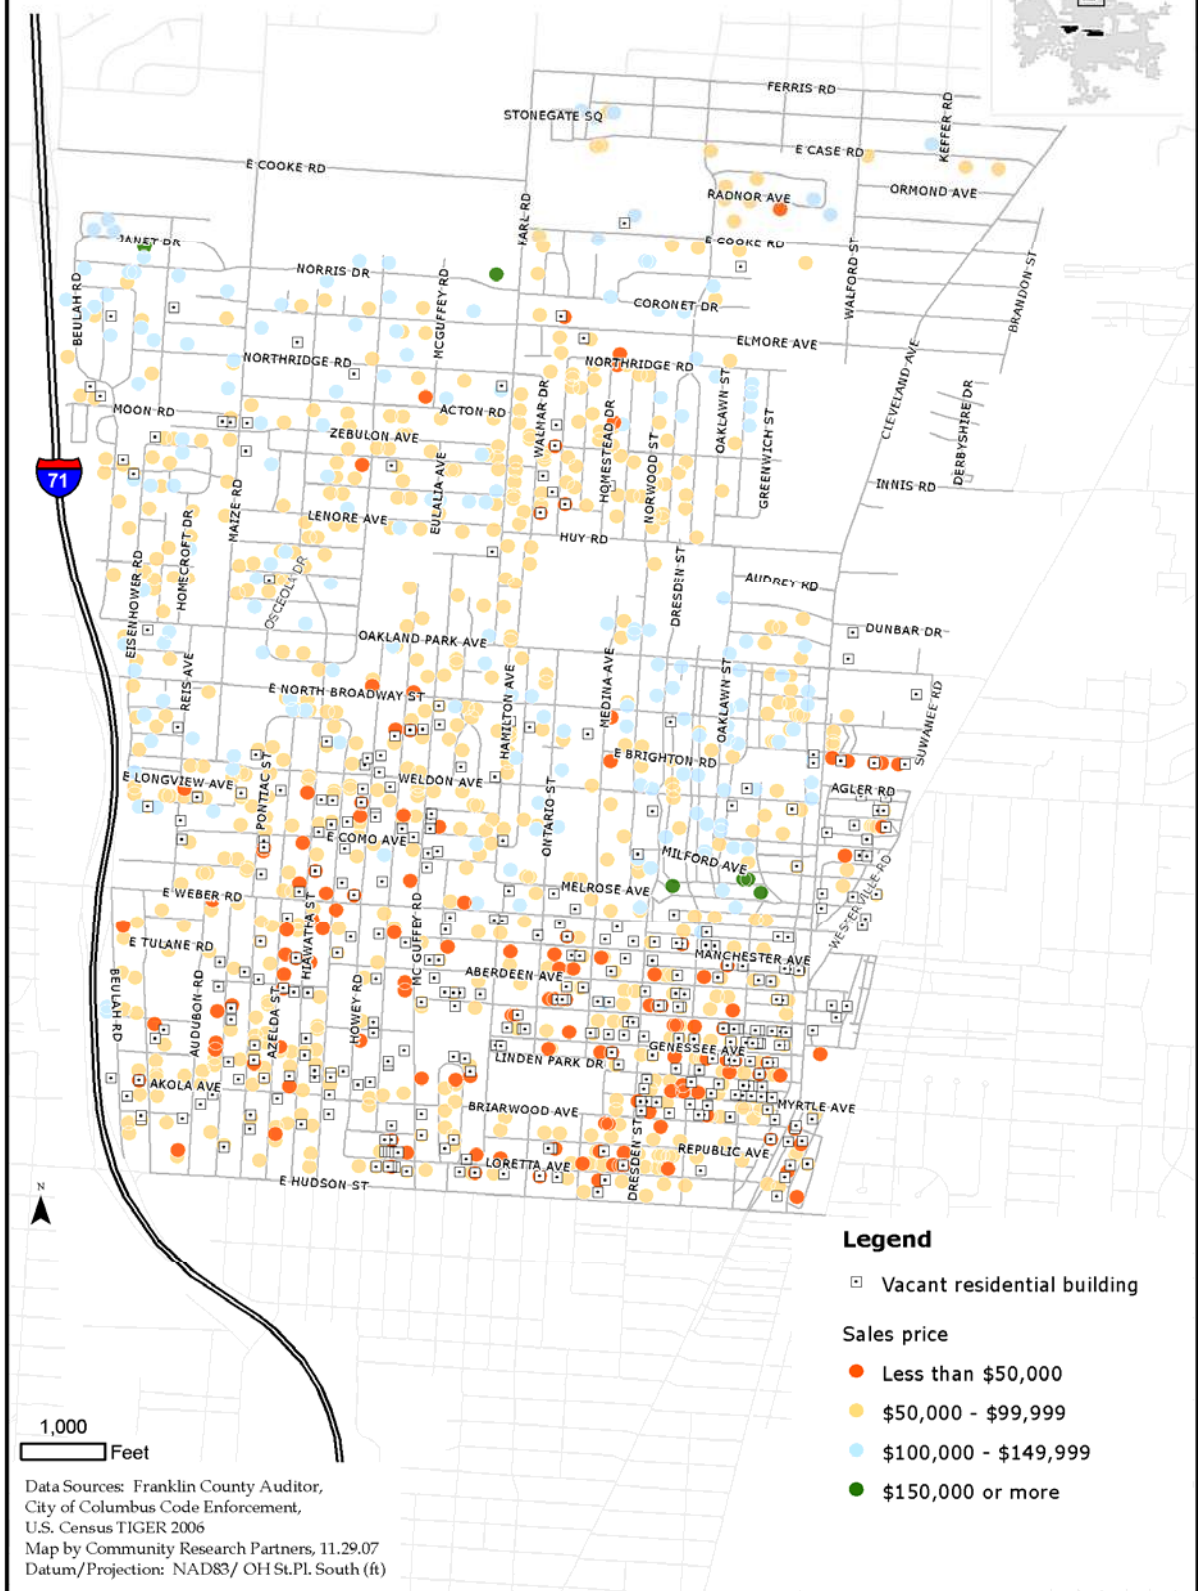 FERRIS RD
STONEGATE SQ
KEFFER RD
E CASE RD
E COOKE RD
ORMOND AVE
RADNOR AVE
KARL RD
JANET DR
E COOKE RD
WALFORD ST
BRANDON ST
NORRIS DR
BEULAH RD
MCGUFFEY RD
CORONET DR
ELMORE AVE
NORTHRIDGE RD
NORTHRIDGE RD
CLEVELAND AVE
MOON RD
ACTON RD
WALMAR DR
HOMESTEAD DR
OAKLAWN ST
GREENWICH ST
DERBYSHIRE DR
ZEBULON AVE
NORWOOD ST
71
EULALIA AVE
INNIS RD
MAIZE RD
LENORE AVE
HOMECROFT DR
HUY RD
EISENHOWER RD
OSCEOLA DR
DRESDEN ST
AUDREY RD
DUNBAR DR
OAKLAND PARK AVE
REIS AVE
HAMILTON AVE
MEDINA AVE
OAKLAWN ST
E NORTH BROADWAY ST
SUWANEE RD
E BRIGHTON RD
E LONGVIEW AVE
PONTIAC ST
WELDON AVE
AGLER RD
ONTARIO ST
E COMO AVE
MILFORD AVE
E WEBER RD
MELROSE AVE
WESTERVILLE RD
HIAWATHA ST
MC GUFFEY RD
E TULANE RD
MANCHESTER AVE
BEULAH RD
ABERDEEN AVE
AUDUBON RD
AZELDA ST
HOWEY RD
GENESSEE AVE
LINDEN PARK DR
AKOLA AVE
BRIARWOOD AVE
MYRTLE AVE
DRESDEN ST
REPUBLIC AVE
LORETTA AVE
E HUDSON ST
N
Legend
Vacant residential building
Sales price
Less than $50,000
$50,000 - $99,999
$100,000 - $149,999
$150,000 or more
1,000
Feet
Data Sources: Franklin County Auditor,
City of Columbus Code Enforcement,
U.S. Census TIGER 2006
Map by Community Research Partners, 11.29.07
Datum/Projection: NAD83/ OH St.Pl. South (ft)